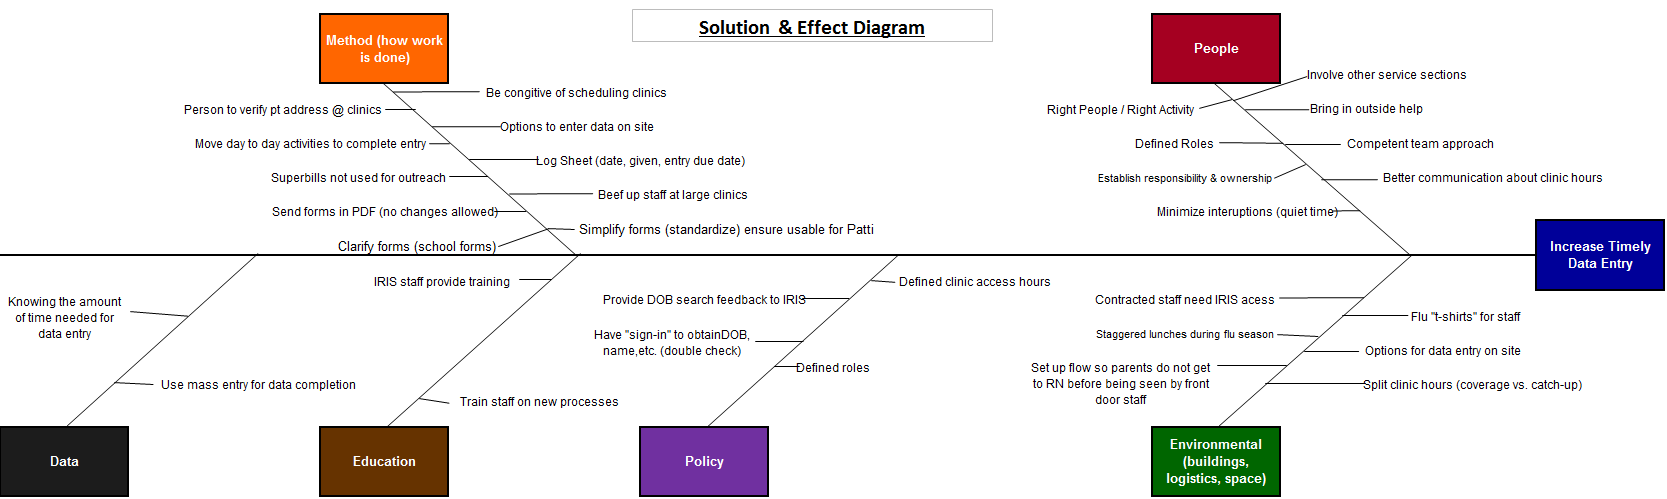 Solution & Effect Diagram
Method (how work
is done)
People
Be congitive of scheduling clinics
Person to verify pt address @ clinics
Options to enter data on site
Move day to day activities to complete entry
Log Sheet (date, given, entry due date)
Superbills not used for outreach
Beef up staff at large clinics
Send forms in PDF (no changes allowed)
Simplify forms (standardize) ensure usable for Patti
Clarify forms (school forms)
Involve other service sections
Right People / Right Activity
Bring in outside help
Defined Roles
Competent team approach
Establish responsibility & ownership
Better communication about clinic hours
Minimize interuptions (quiet time)
Increase Timely
Data Entry
Knowing the amount
of time needed for
data entry
Use mass entry for data completion
IRIS staff provide training
Train staff on new processes
Defined clinic access hours
Provide DOB search feedback to IRIS
Have "sign-in" to obtainDOB,
name,etc. (double check)
Defined roles
Contracted staff need IRIS acess
Flu "t-shirts" for staff
Staggered lunches during flu season
Options for data entry on site
Set up flow so parents do not get
to RN before being seen by front
door staff
Split clinic hours (coverage vs. catch-up)
Data
Education
Policy
Environmental
(buildings,
logistics, space)